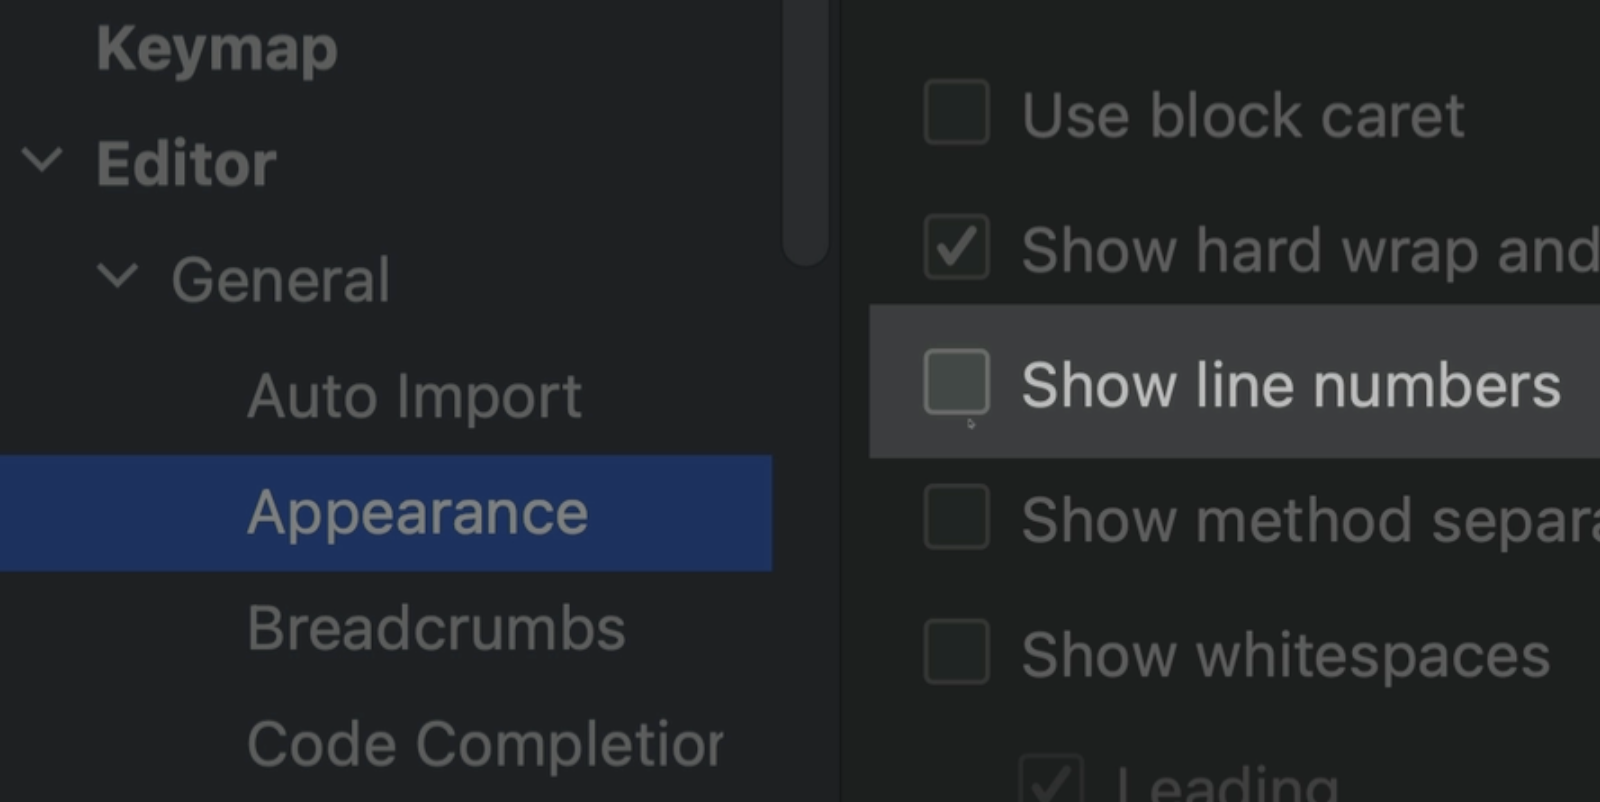 Keymap
Editor
General
Auto Import
Appearance
Breadcrumbs
Code Completion
Use block caret
Show hard wrap and
Show line numbers
Show method separa
Show whitespaces
Leading